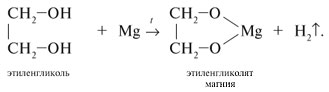 CH₂–OH CH₂–O
| + Mg →ᵗ | Mg + H₂↑.
CH₂–OH CH₂–O
этиленгликоль этиленгликолят
магния